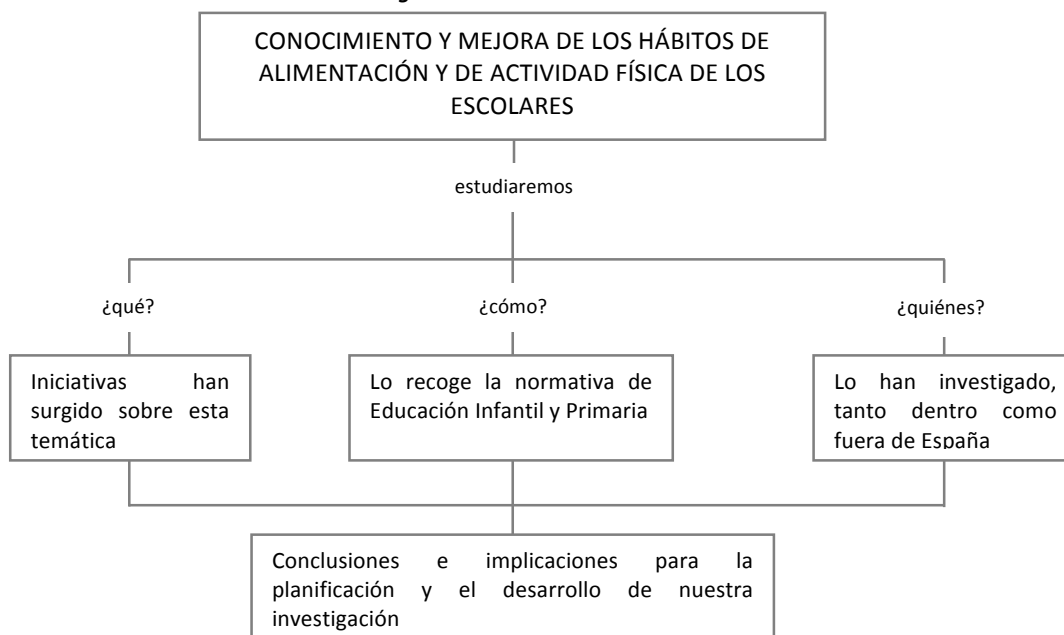 CONOCIMIENTO Y MEJORA DE LOS HÁBITOS DE
ALIMENTACIÓN Y DE ACTIVIDAD FÍSICA DE LOS
ESCOLARES
estudiaremos
¿qué?
¿cómo?
¿quiénes?
Iniciativas han
surgido sobre esta
temática
Lo recoge la normativa de
Educación Infantil y Primaria
Lo han investigado,
tanto dentro como
fuera de España
Conclusiones e implicaciones para la
planificación y el desarrollo de nuestra
investigación